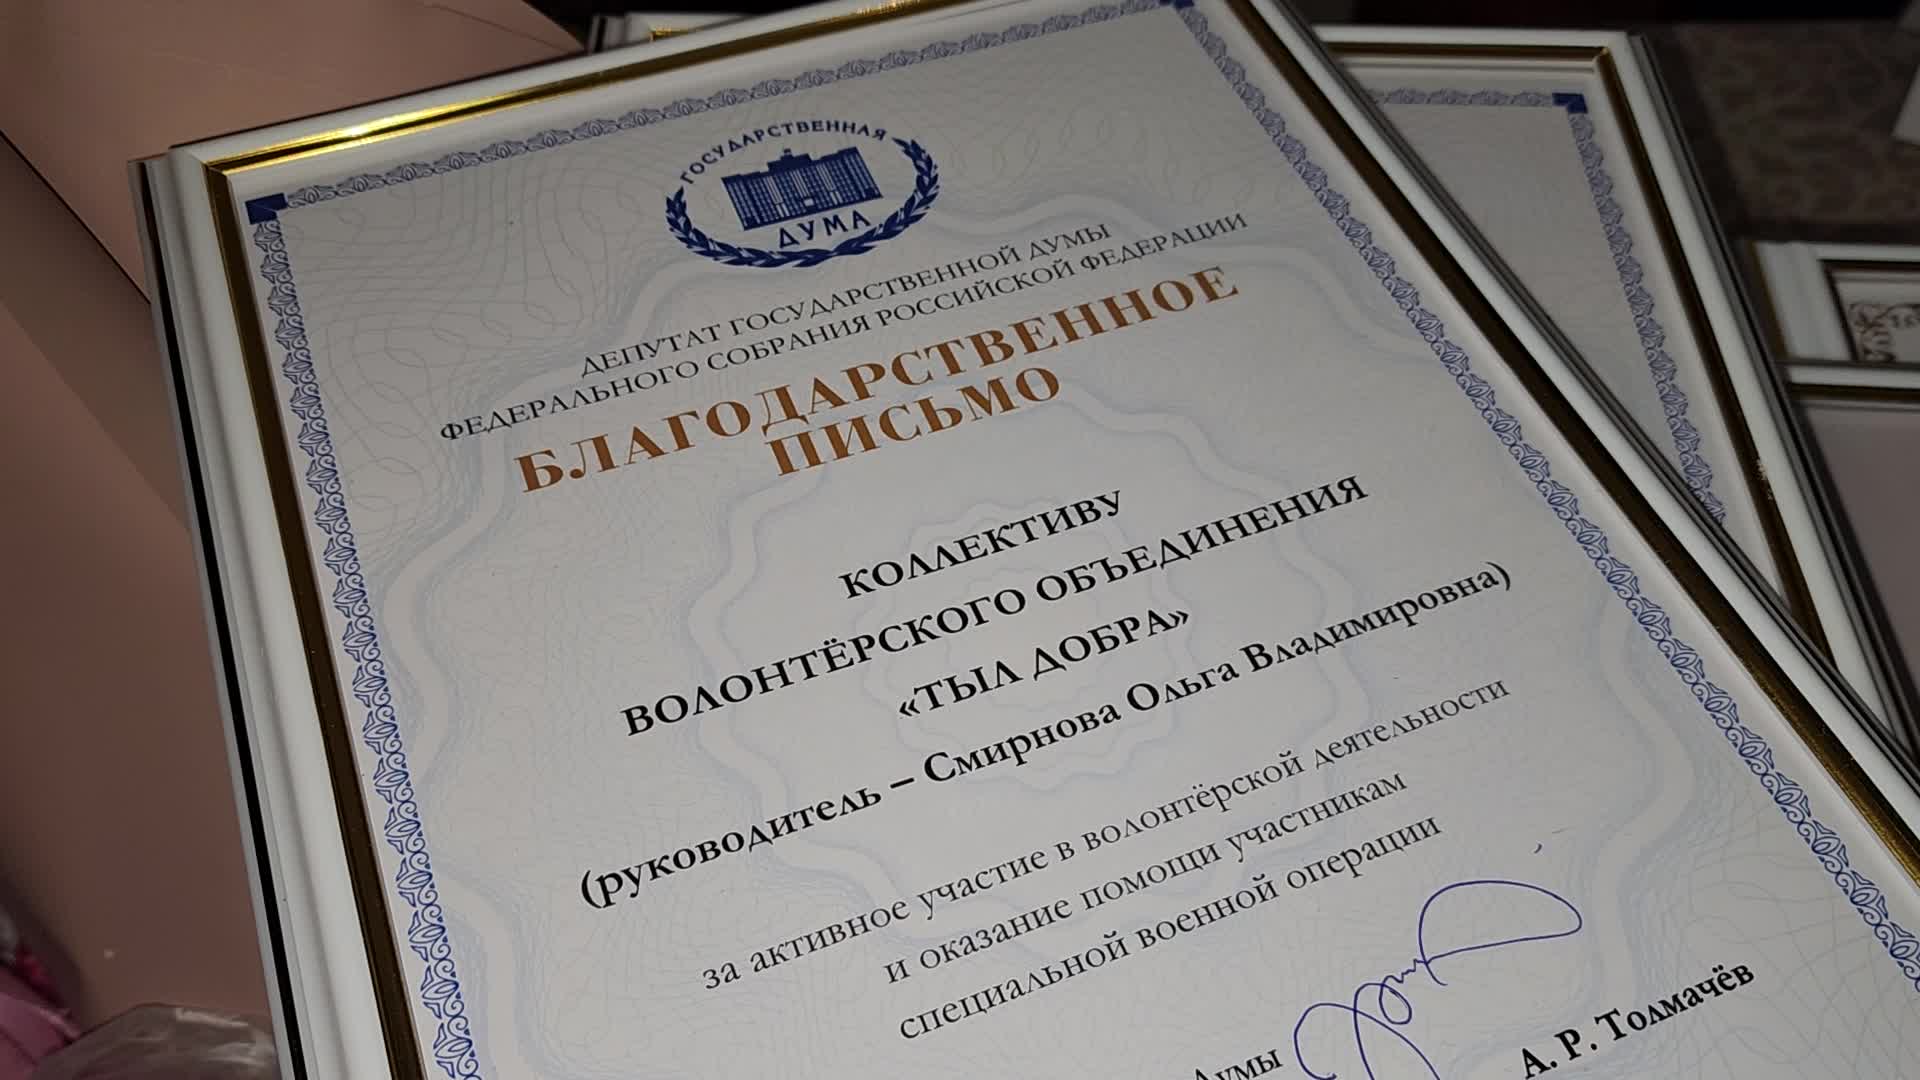 ГОСУДАРСТВЕННАЯ
ДУМА
ДЕПУТАТ ГОСУДАРСТВЕННОЙ ДУМЫ
ФЕДЕРАЛЬНОГО СОБРАНИЯ РОССИЙСКОЙ ФЕДЕРАЦИИ
БЛАГОДАРСТВЕННОЕ
ПИСЬМО
КОЛЛЕКТИВУ
ВОЛОНТЁРСКОГО ОБЪЕДИНЕНИЯ
«ТЫЛ ДОБРА»
(руководитель – Смирнова Ольга Владимировна)
за активное участие в волонтёрской деятельности
и оказание помощи участникам
специальной военной операции
Думы
А. Р. Толмачёв